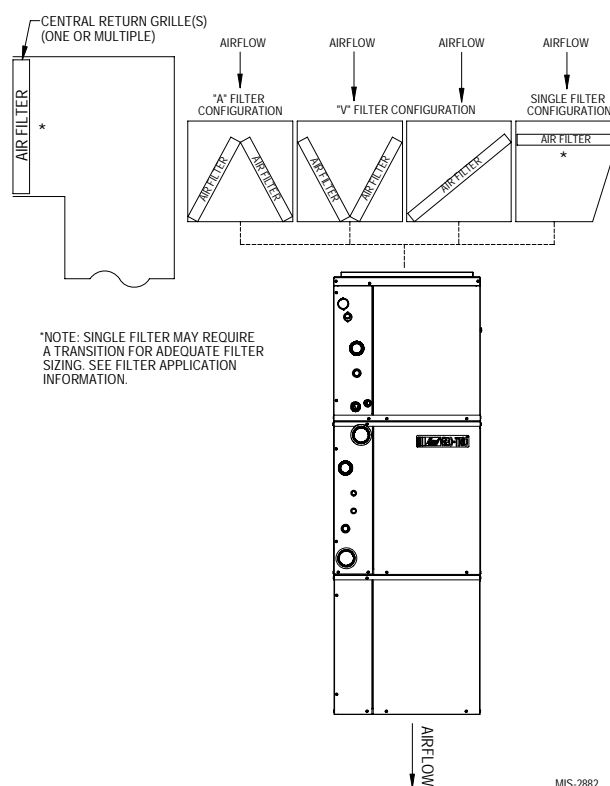 CENTRAL RETURN GRILLE(S)
(ONE OR MULTIPLE)
AIR FILTER
*
AIRFLOW
AIRFLOW
AIRFLOW
AIRFLOW
"A" FILTER
CONFIGURATION
"V" FILTER CONFIGURATION
SINGLE FILTER
CONFIGURATION
AIR FILTER
AIR FILTER
AIR FILTER
AIR FILTER
AIR FILTER
AIR FILTER
*
*NOTE: SINGLE FILTER MAY REQUIRE
A TRANSITION FOR ADEQUATE FILTER
SIZING. SEE FILTER APPLICATION
INFORMATION.
AIRFLOW
MIS-2882